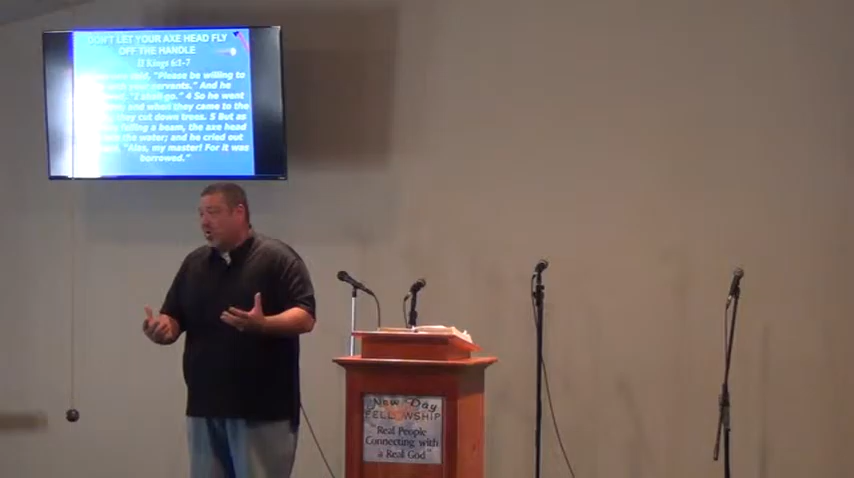 DON'T LET YOUR AXE HEAD FLY
OFF THE HANDLE
II Kings 6:1-7
"Please be willing to
your servants." And he
"I shall go." 4 So he went
and when they came to the
they cut down trees. 5 But as
felling a beam, the axe head
the water; and he cried out
"Alas, my master! For it was
borrowed."
New Day
FELLOWSHIP
Real People
Connecting with
a Real God"